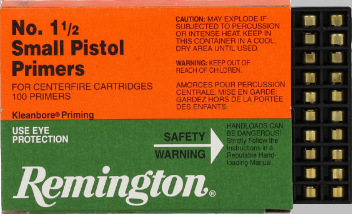 No. 1 1/2
Small Pistol
Primers
FOR CENTERFIRE CARTRIDGES
100 PRIMERS
Kleanbore® Priming
CAUTION: MAY EXPLODE IF
SUBJECTED TO PERCUSSION
OR INTENSE HEAT. KEEP IN
THIS CONTAINER IN A COOL,
DRY AREA UNTIL USED.
WARNING: KEEP OUT OF
REACH OF CHILDREN.
AMORCES POUR PERCUSSION
CENTRALE. MISE EN GARDE:
GARDEZ HORS DE LA PORTEE
DES ENFANTS.
USE EYE
PROTECTION
SAFETY
WARNING
HANDLOADS CAN
BE DANGEROUS!
Strictly Follow the
Instructions in a
Reputable Hand-
loading Manual.
Remington®